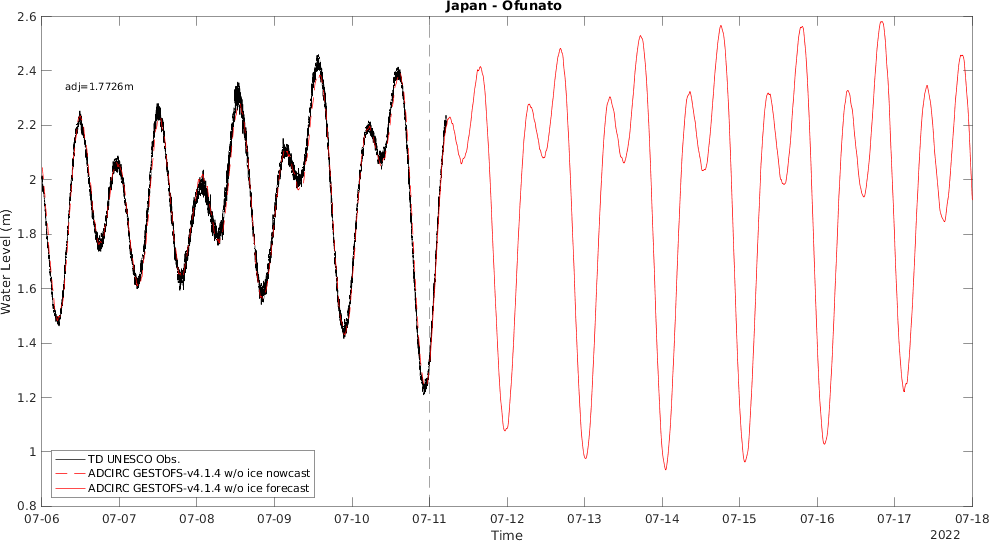 Japan - Ofunato
2.6
2.4
2.2
2
1.8
1.6
1.4
1.2
1
0.8
Water Level (m)
adj=1.7726m
TD UNESCO Obs.
ADCIRC GESTOFS-v4.1.4 w/o ice nowcast
ADCIRC GESTOFS-v4.1.4 w/o ice forecast
07-06 07-07 07-08 07-09 07-10 07-11 07-12 07-13 07-14 07-15 07-16 07-17 07-18
Time
2022